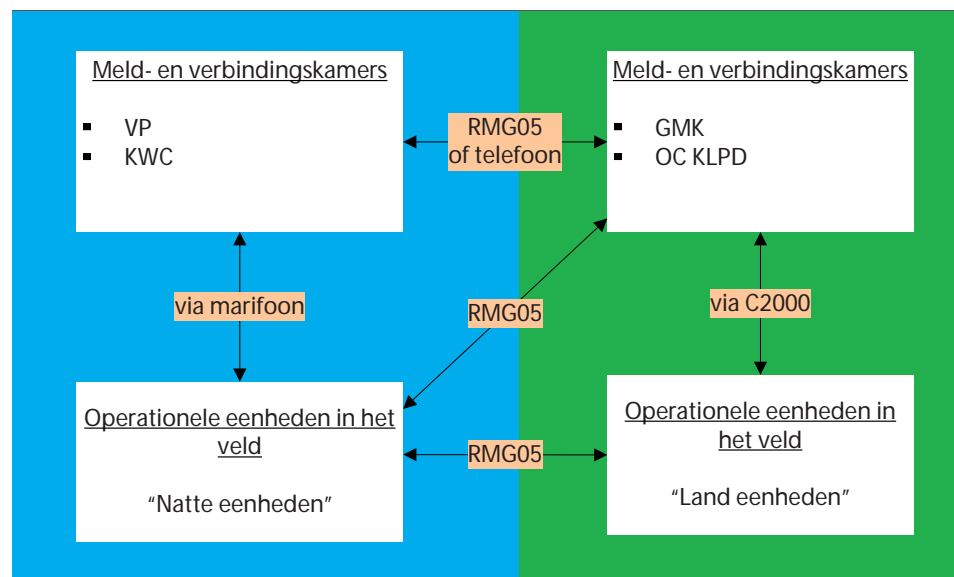 Meld- en verbindingskamers
▪ VP
▪ KWC
RMG05
of telefoon
Meld- en verbindingskamers
▪ GMK
▪ OC KLPD
via marifoon
RMG05
via C2000
Operationele eenheden in het
veld
“Natte eenheden”
RMG05
Operationele eenheden in
het veld
“Land eenheden”